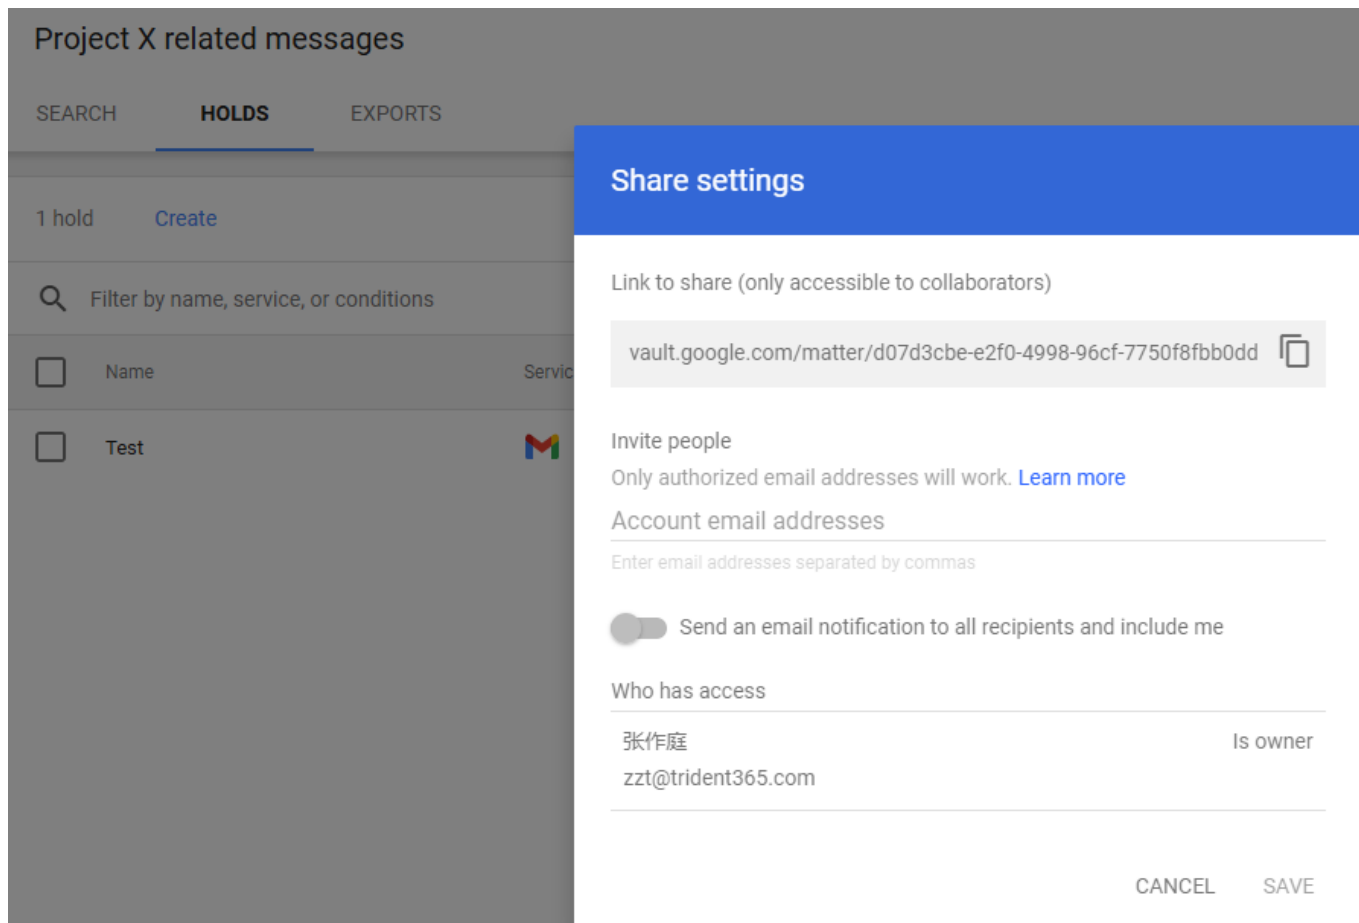 Project X related messages
SEARCH HOLDS EXPORTS
1 hold Create
Filter by name, service, or conditions
Name Servic
Test
Share settings
Link to share (only accessible to collaborators)
vault.google.com/matter/d07d3cbe-e2f0-4998-96cf-7750f8fbb0dd
Invite people
Only authorized email addresses will work. Learn more
Account email addresses
Enter email addresses separated by commas
Send an email notification to all recipients and include me
Who has access
张作庭 Is owner
zzt@trident365.com
CANCEL SAVE